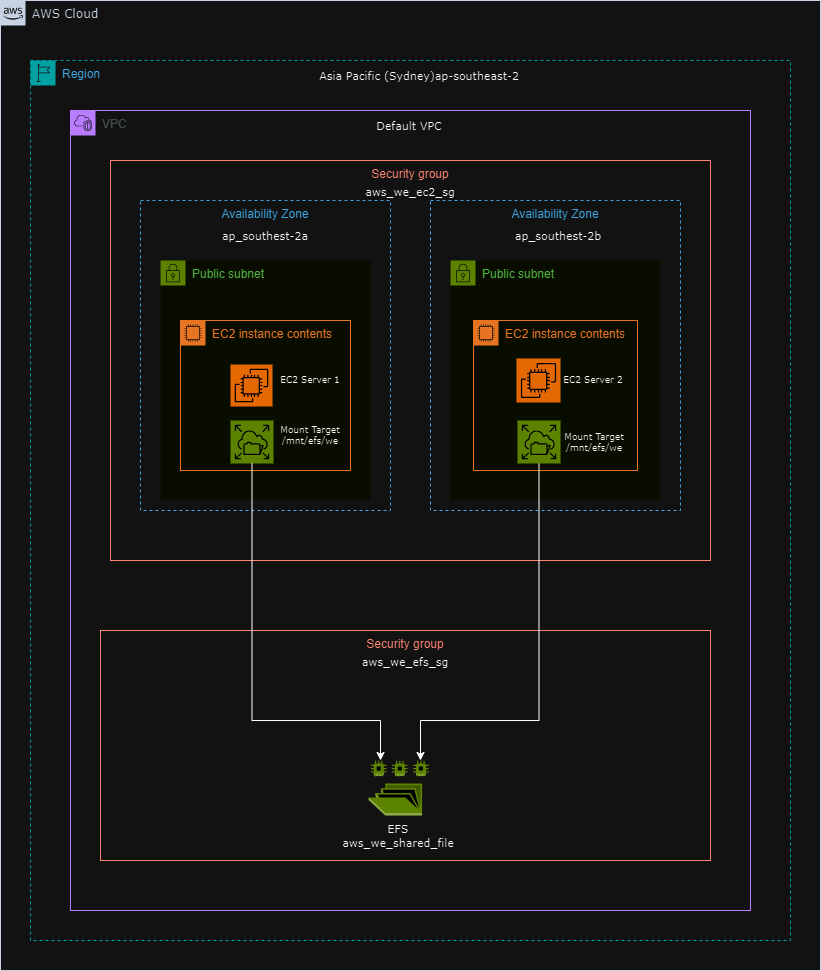 aws
AWS Cloud
Region
Asia Pacific (Sydney)ap-southeast-2
VPC
Default VPC
Security group
aws_we_ec2_sg
Availability Zone
ap_southest-2a
Public subnet
EC2 instance contents
EC2 Server 1
Mount Target
/mnt/efs/we
Availability Zone
ap_southest-2b
Public subnet
EC2 instance contents
EC2 Server 2
Mount Target
/mnt/efs/we
Security group
aws_we_efs_sg
EFS
aws_we_shared_file